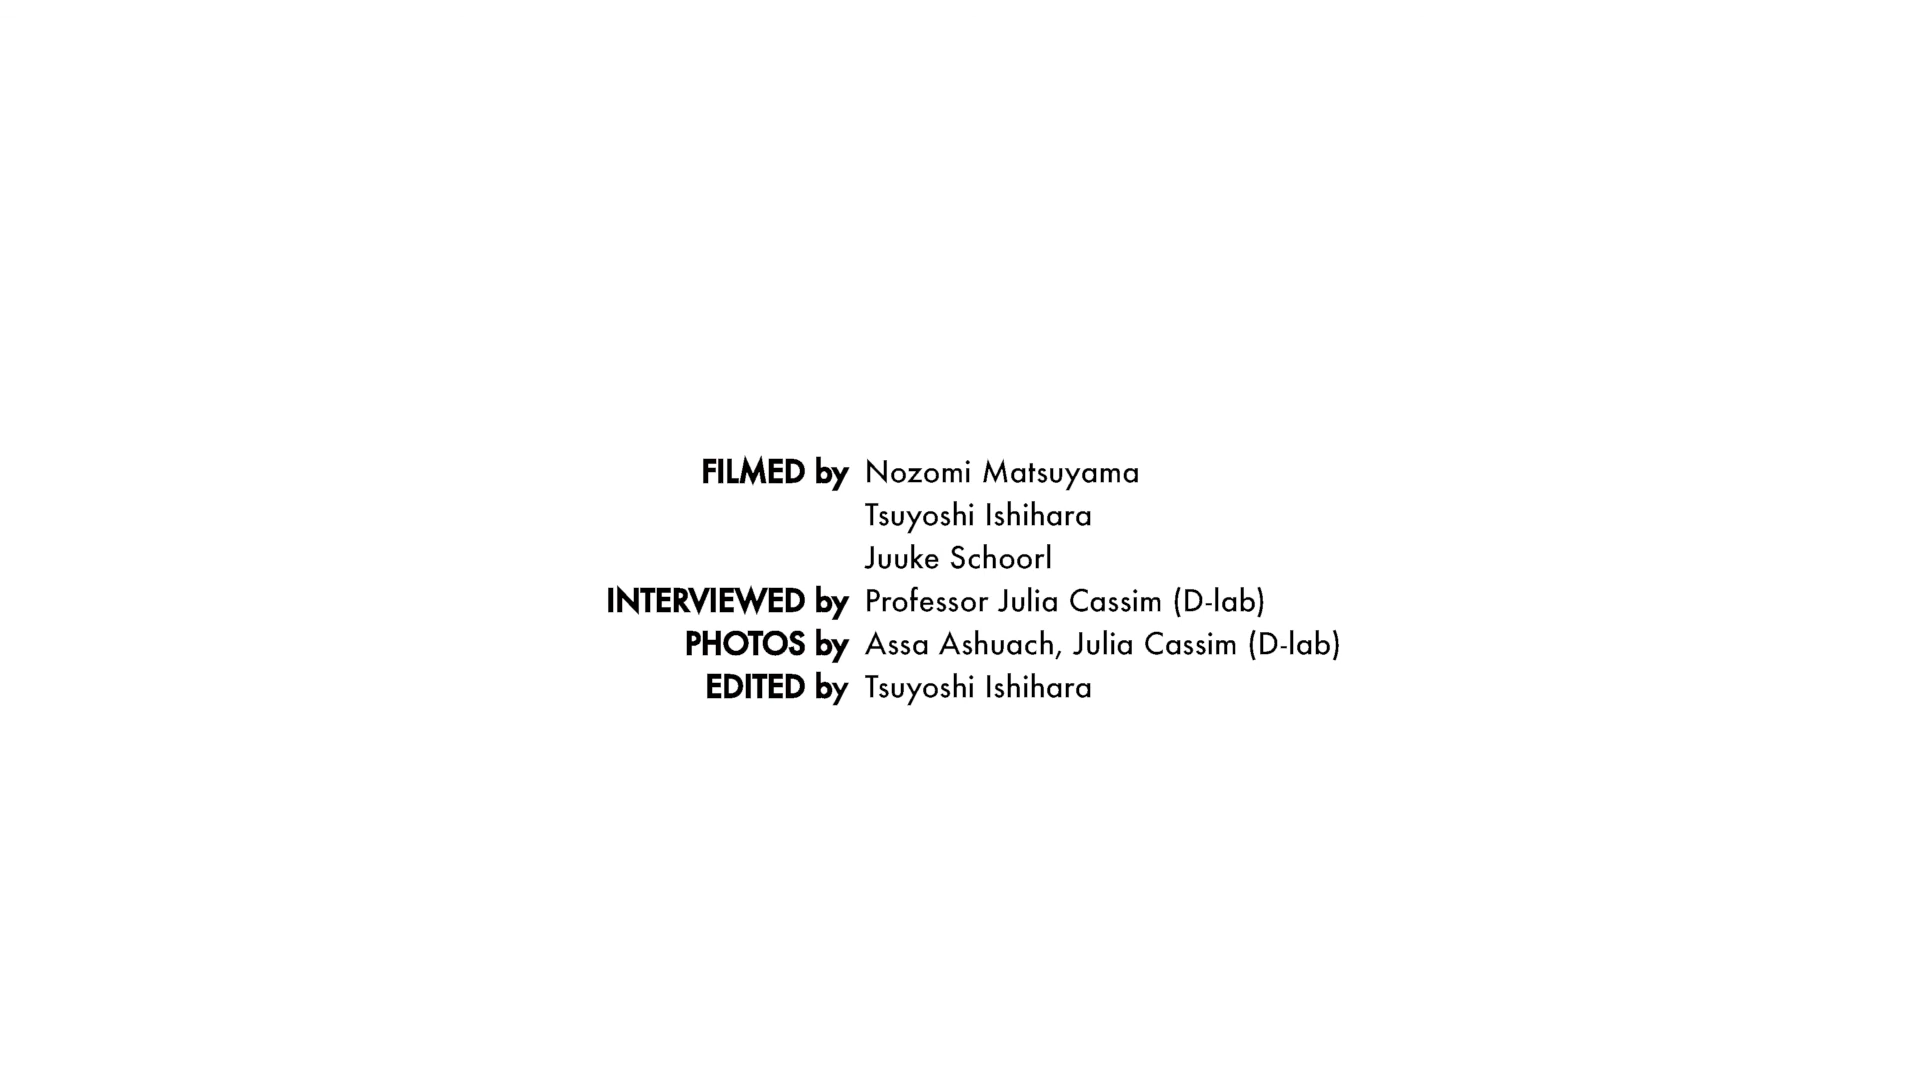 FILMED by Nozomi Matsuyama
Tsuyoshi Ishihara
Juuke Schoorl
INTERVIEWED by Professor Julia Cassim (D-lab)
PHOTOS by Assa Ashuach, Julia Cassim (D-lab)
EDITED by Tsuyoshi Ishihara